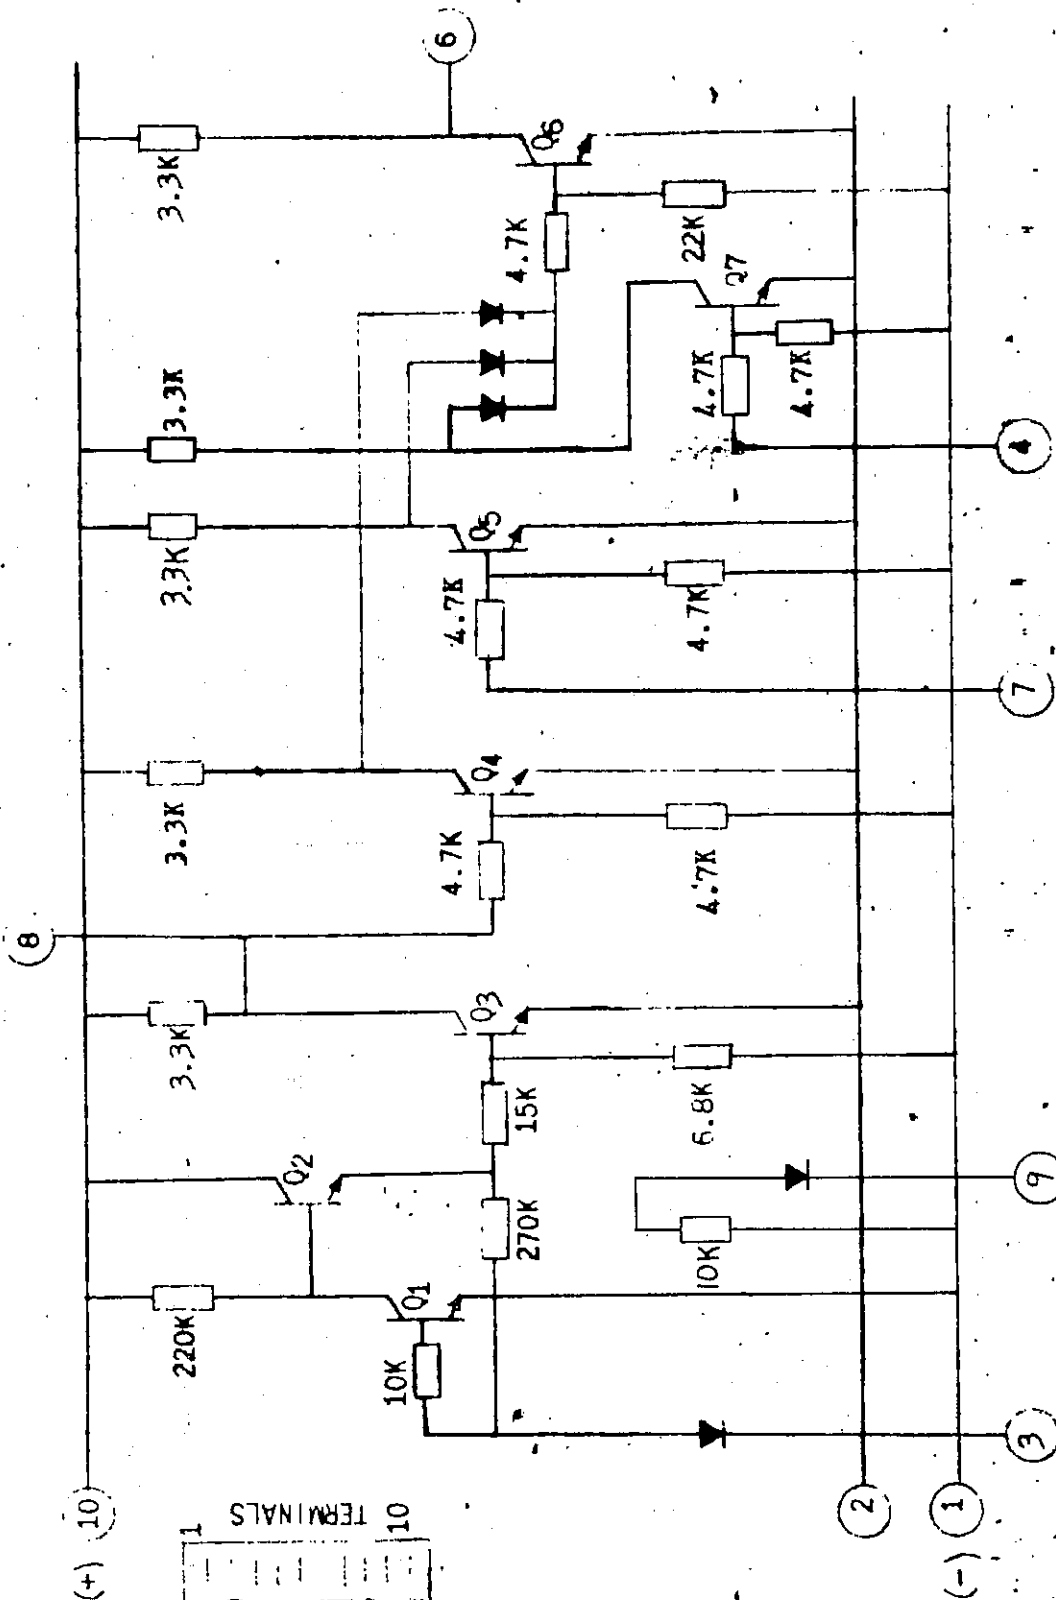 (+) 10
8
6
220K
3.3K
3.3K
3.3K
3.3K
3.3K
Q1
Q2
Q3
Q4
Q5
Q6
Q7
10K
270K
15K
4.7K
4.7K
4.7K
10K
6.8K
4.7K
4.7K
4.7K
4.7K
22K
1
TERMINALS
10
2
(-) 1
3
9
7
4